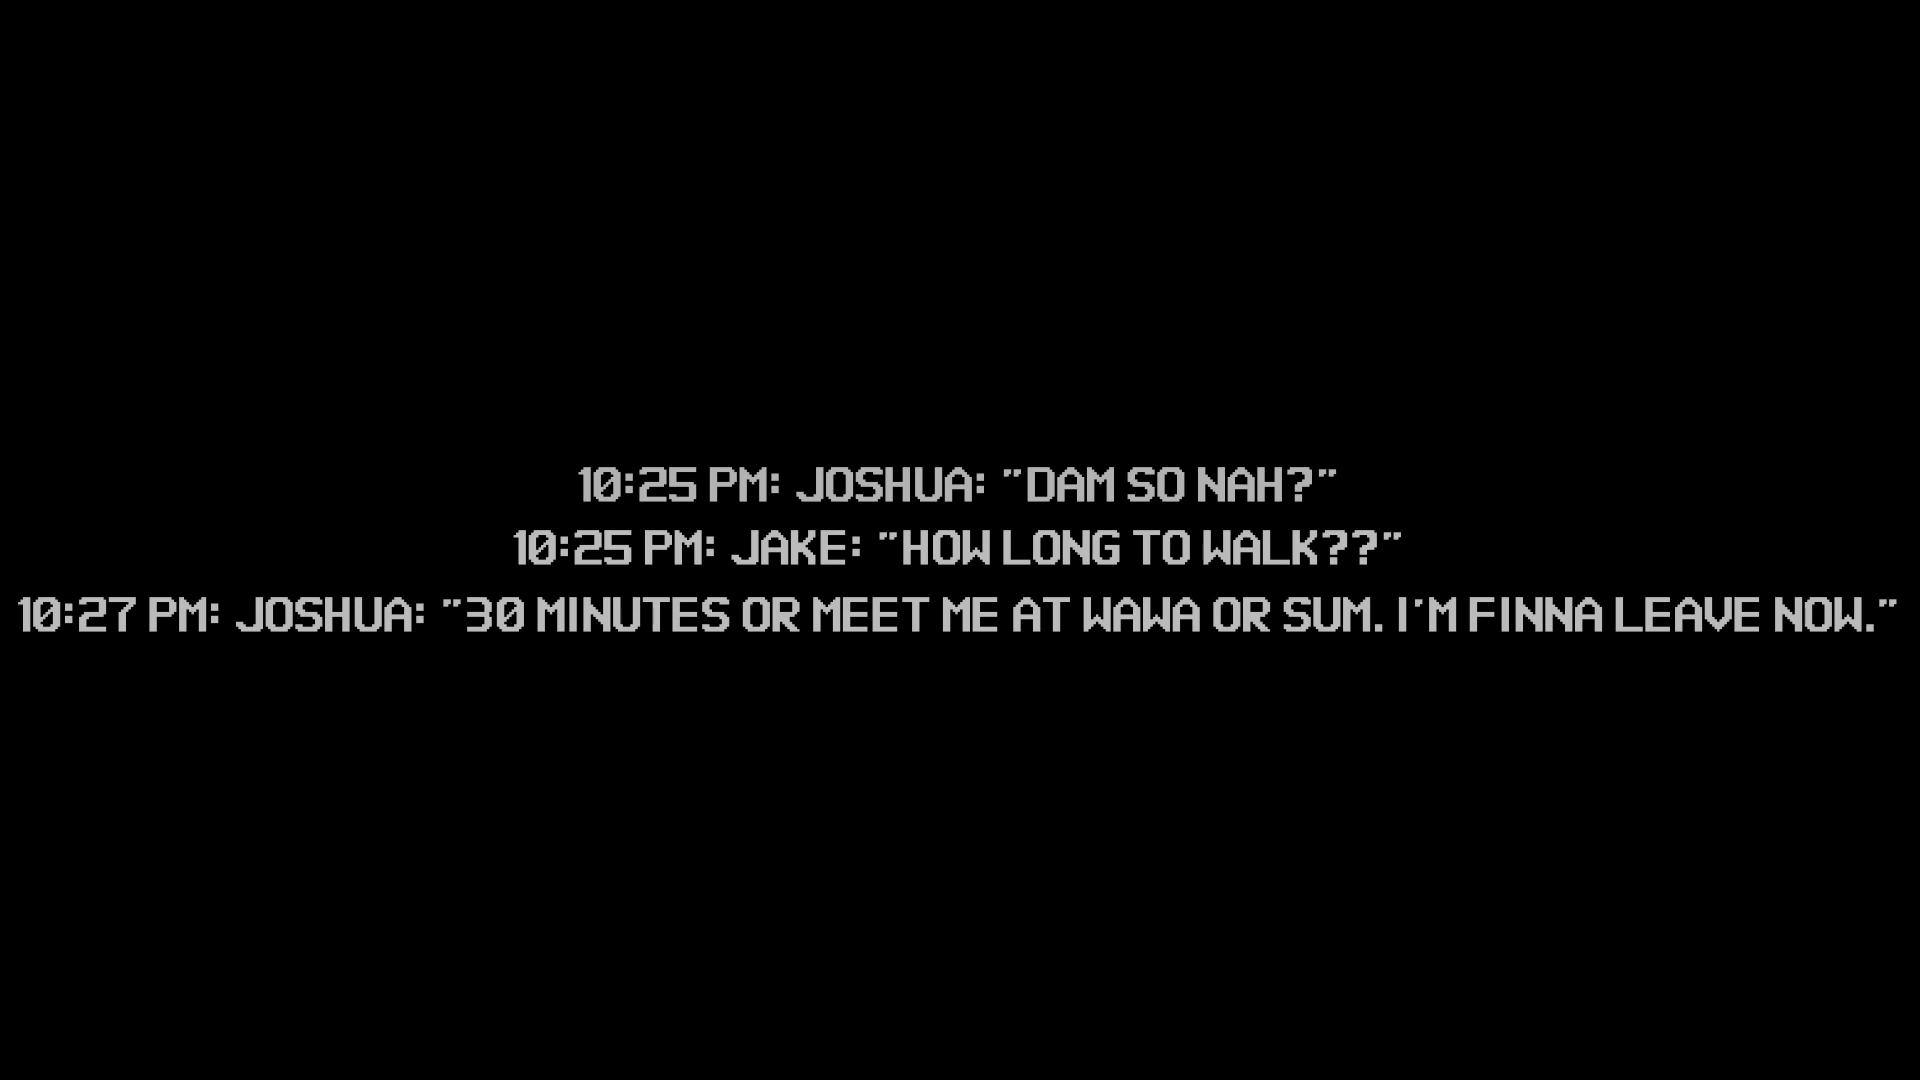 10:25 PM: JOSHUA: "DAM SO NAH?"
10:25 PM: JAKE: "HOW LONG TO WALK??"
10:27 PM: JOSHUA: "30 MINUTES OR MEET ME AT WAWA OR SUM. I'M FINNA LEAVE NOW."